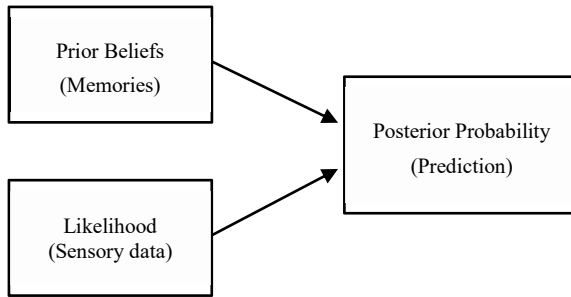 Prior Beliefs
(Memories)
Likelihood
(Sensory data)
Posterior Probability
(Prediction)